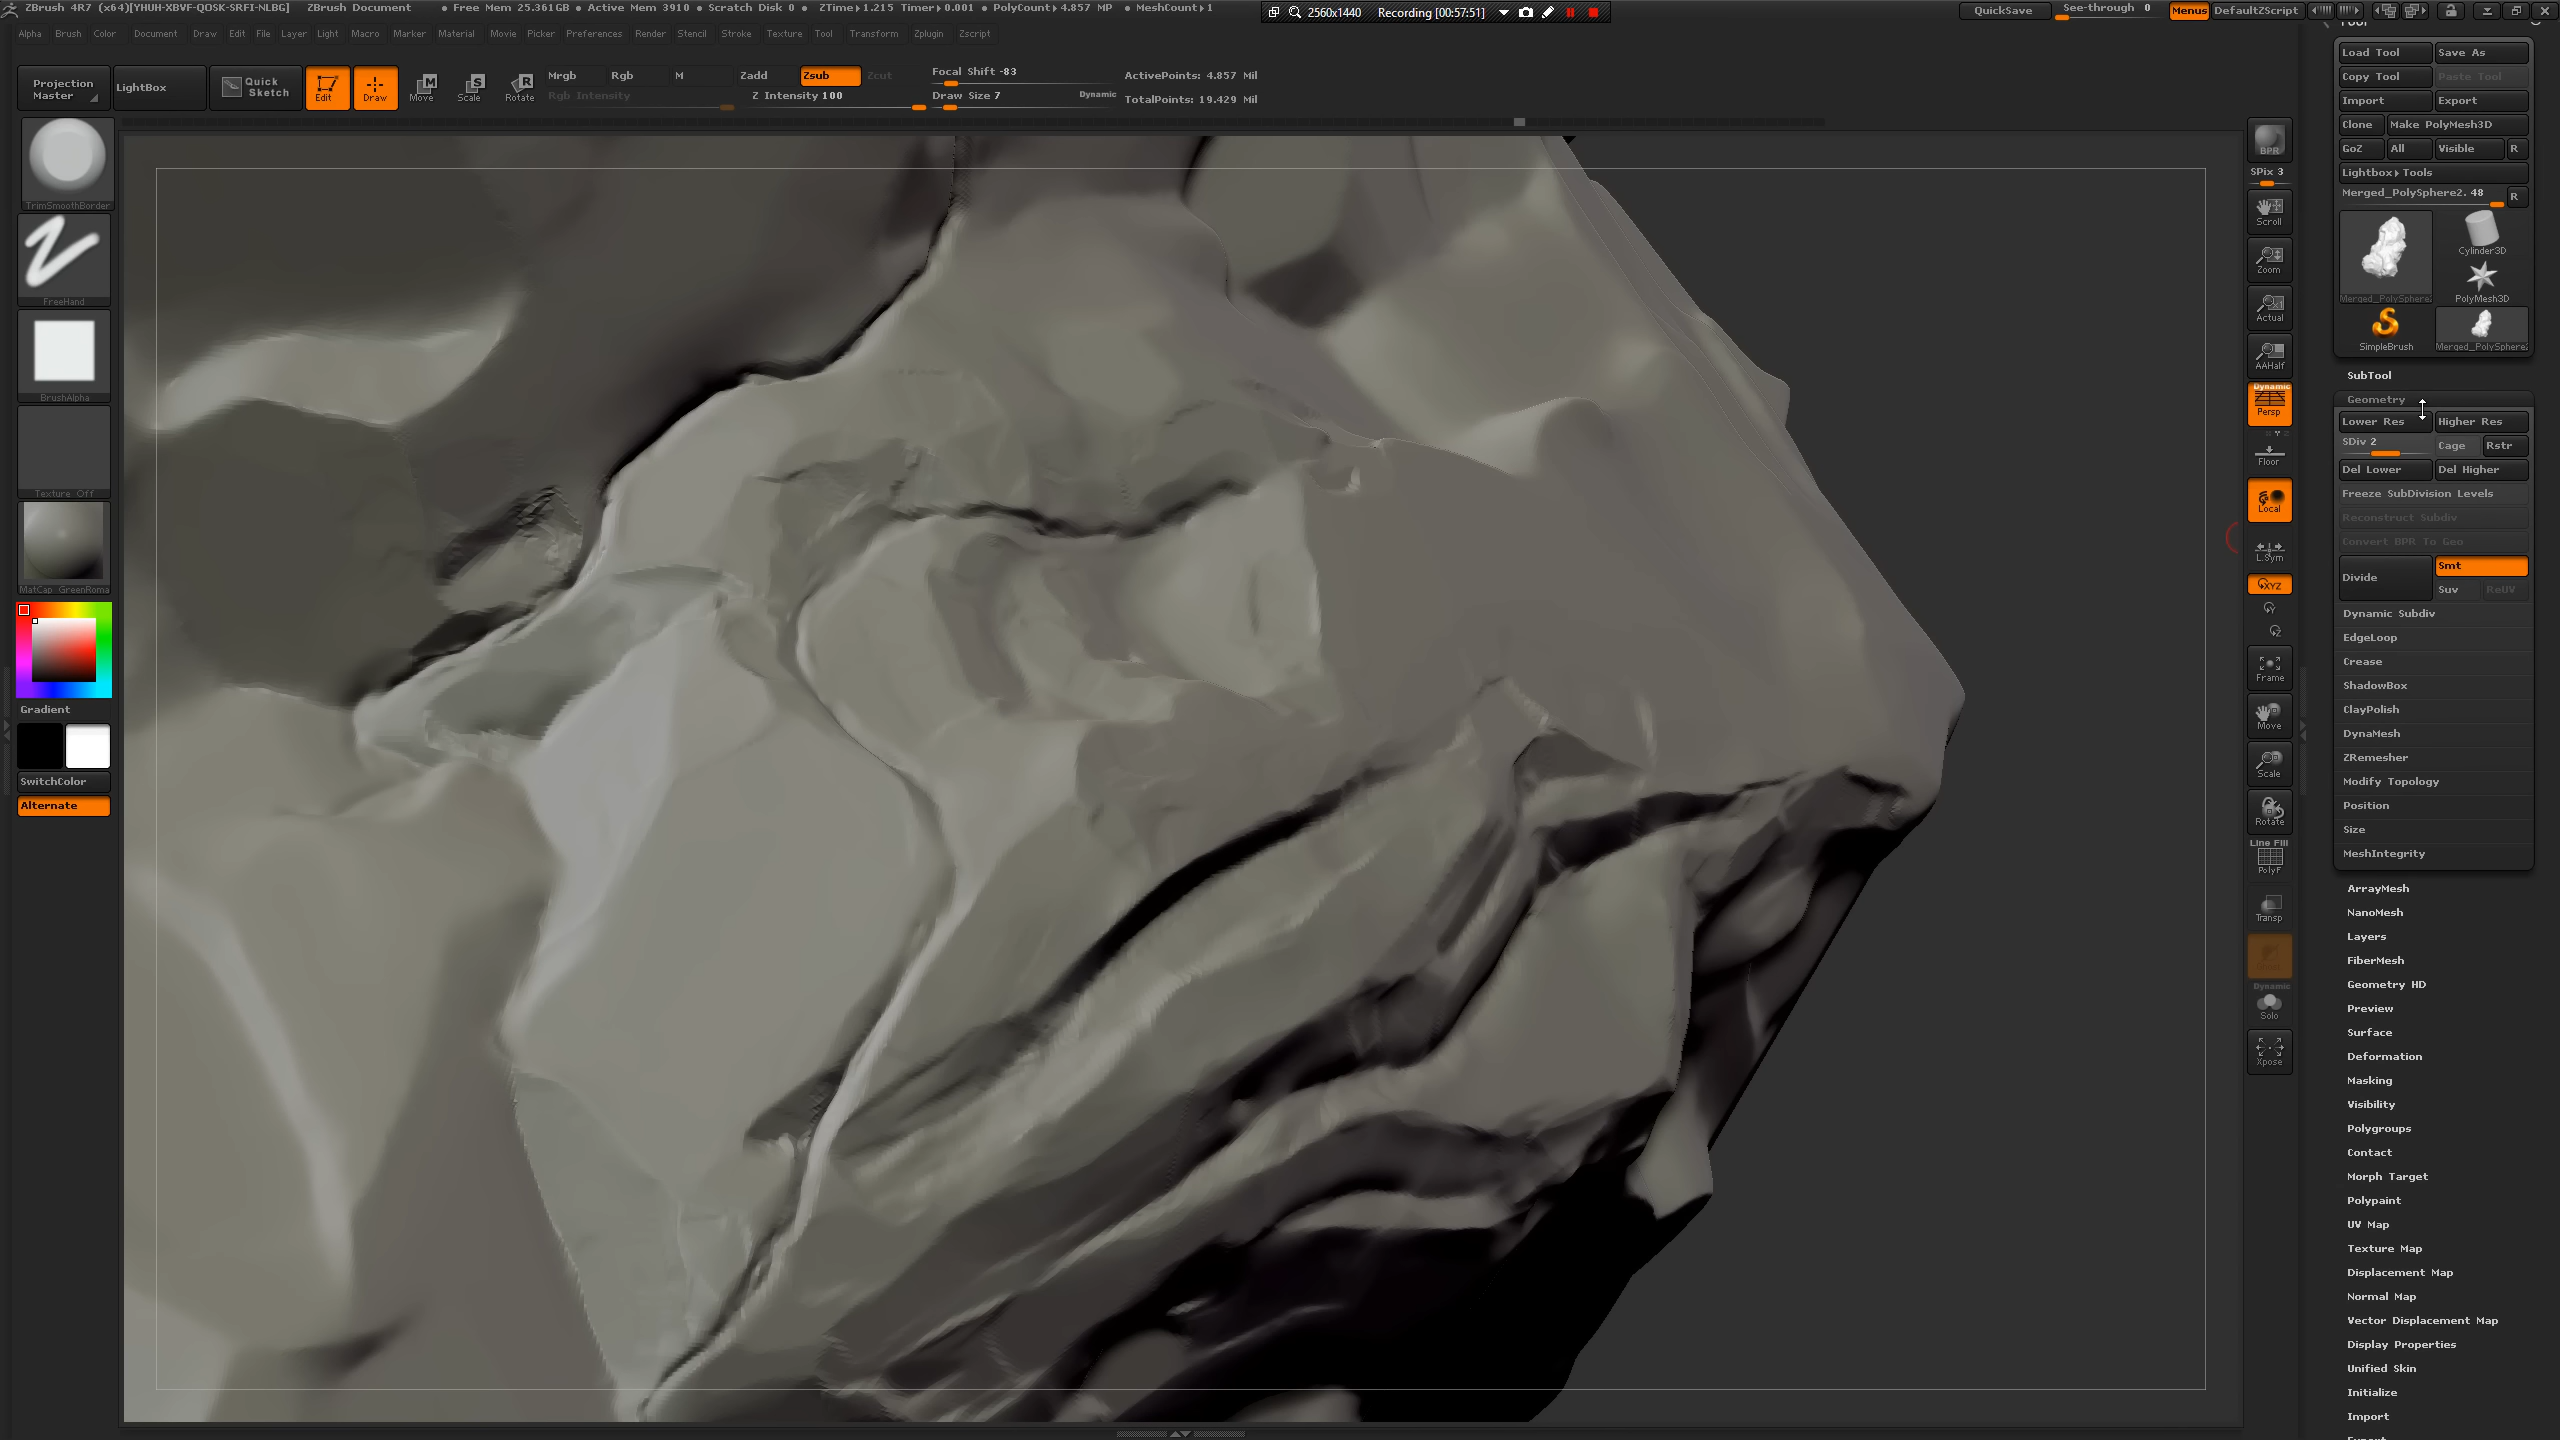 ZBrush 4R7 (x64)[YHUH-XBVF-QOSK-SRFI-NLBG] ZBrush Document • Free Mem 25.361GB • Active Mem 3910 • Scratch Disk 0 • ZTime▸1.215 Timer▸0.001 • PolyCount▸4.857 MP • MeshCount▸1
2560x1440 Recording [00:57:51]
QuickSave See-through 0 Menus DefaultZScript
Alpha Brush Color Document Draw Edit File Layer Light Macro Marker Material Movie Picker Preferences Render Stencil Stroke Texture Tool Transform Zplugin Zscript
Projection Master
LightBox
Quick Sketch
Edit
Draw
Move
Scale
Rotate
Mrgb Rgb M Zadd Zsub Zcut
Rgb Intensity Z Intensity 100
Focal Shift -83
Draw Size 7 Dynamic
ActivePoints: 4.857 Mil
TotalPoints: 19.429 Mil
TrimSmoothBorder
FreeHand
BrushAlpha
Texture Off
MatCap GreenRoma
Gradient
SwitchColor
Alternate
BPR
SPix 3
Scroll
Zoom
Actual
AAHalf
Dynamic
Persp
Floor
Local
L.Sym
XYZ
Frame
Move
Scale
Rotate
Line Fill
PolyF
Transp
Dynamic
Solo
Xpose
Load Tool Save As
Copy Tool Paste Tool
Import Export
Clone Make PolyMesh3D
GoZ All Visible R
Lightbox▸Tools
Merged_PolySphere2. 48 R
Merged_PolySphere2
Cylinder3D
PolyMesh3D
SimpleBrush
Merged_PolySphere2
SubTool
Geometry
Lower Res Higher Res
SDiv 2 Cage Rstr
Del Lower Del Higher
Freeze SubDivision Levels
Reconstruct Subdiv
Convert BPR To Geo
Divide Smt
Suv ReUV
Dynamic Subdiv
EdgeLoop
Crease
ShadowBox
ClayPolish
DynaMesh
ZRemesher
Modify Topology
Position
Size
MeshIntegrity
ArrayMesh
NanoMesh
Layers
FiberMesh
Geometry HD
Preview
Surface
Deformation
Masking
Visibility
Polygroups
Contact
Morph Target
Polypaint
UV Map
Texture Map
Displacement Map
Normal Map
Vector Displacement Map
Display Properties
Unified Skin
Initialize
Import